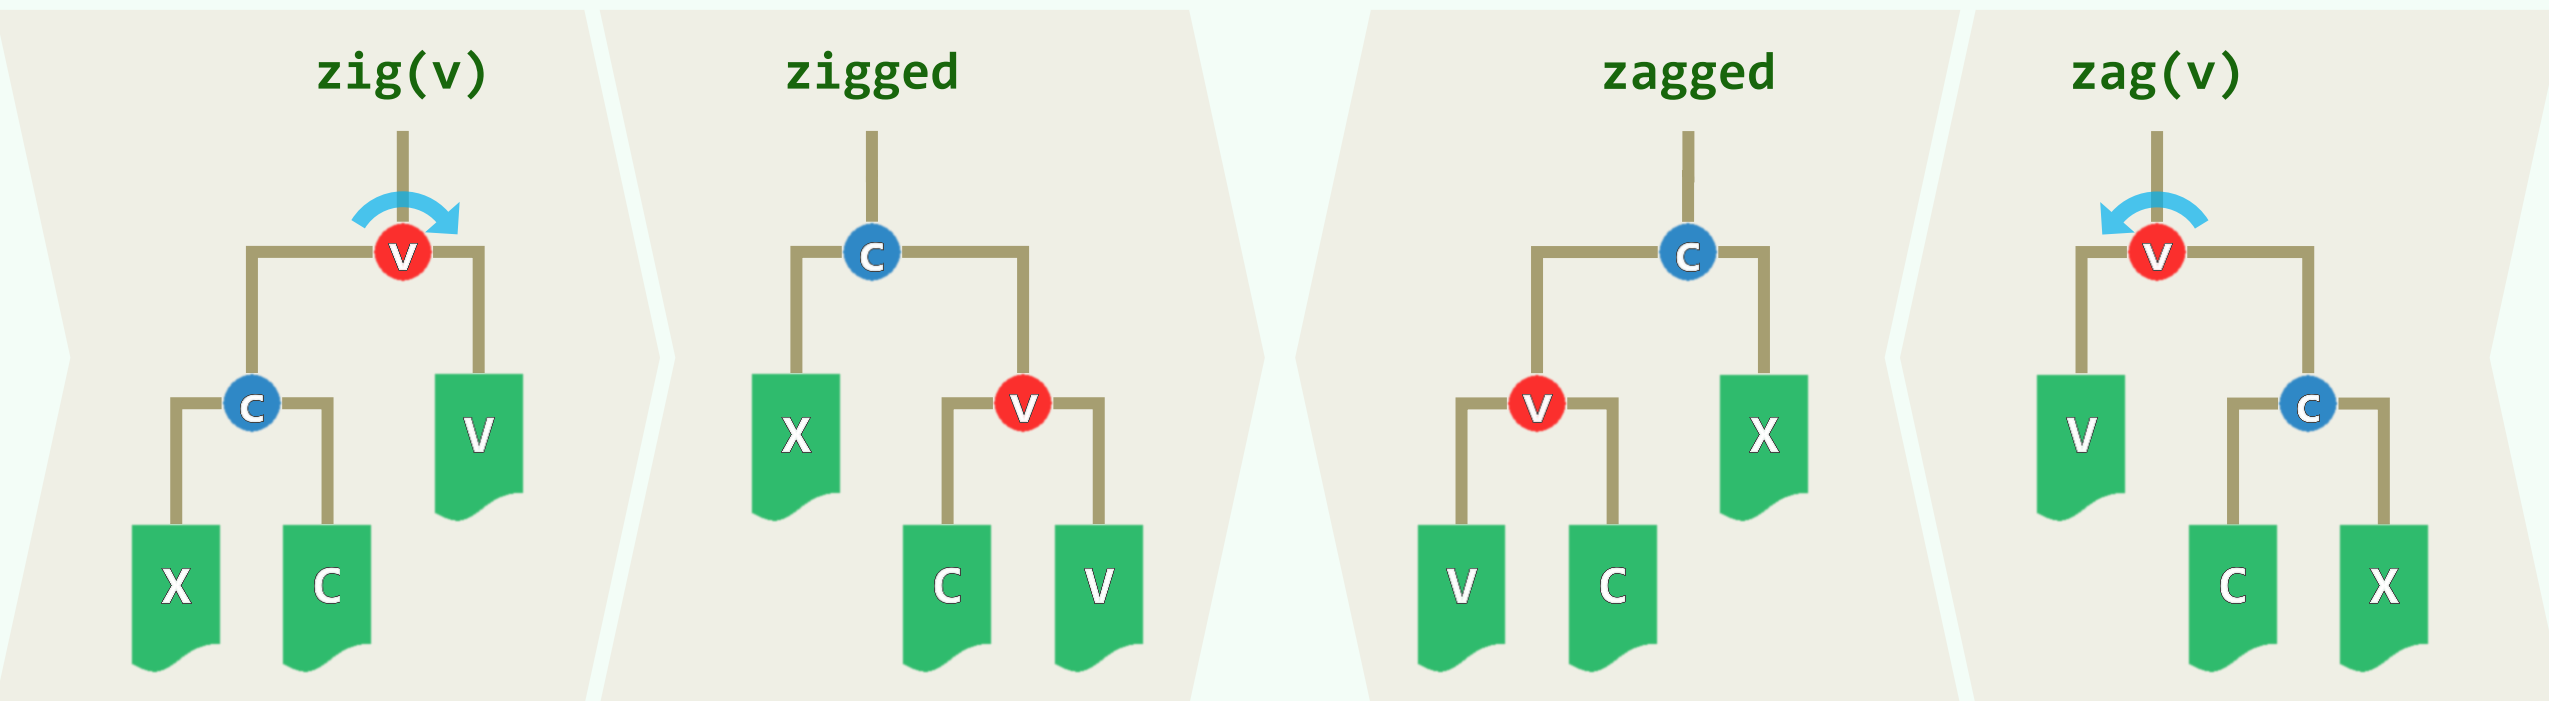 zig(v) zigged zagged zag(v)
v c c v
c V X v v X V c
X C C V V C C X